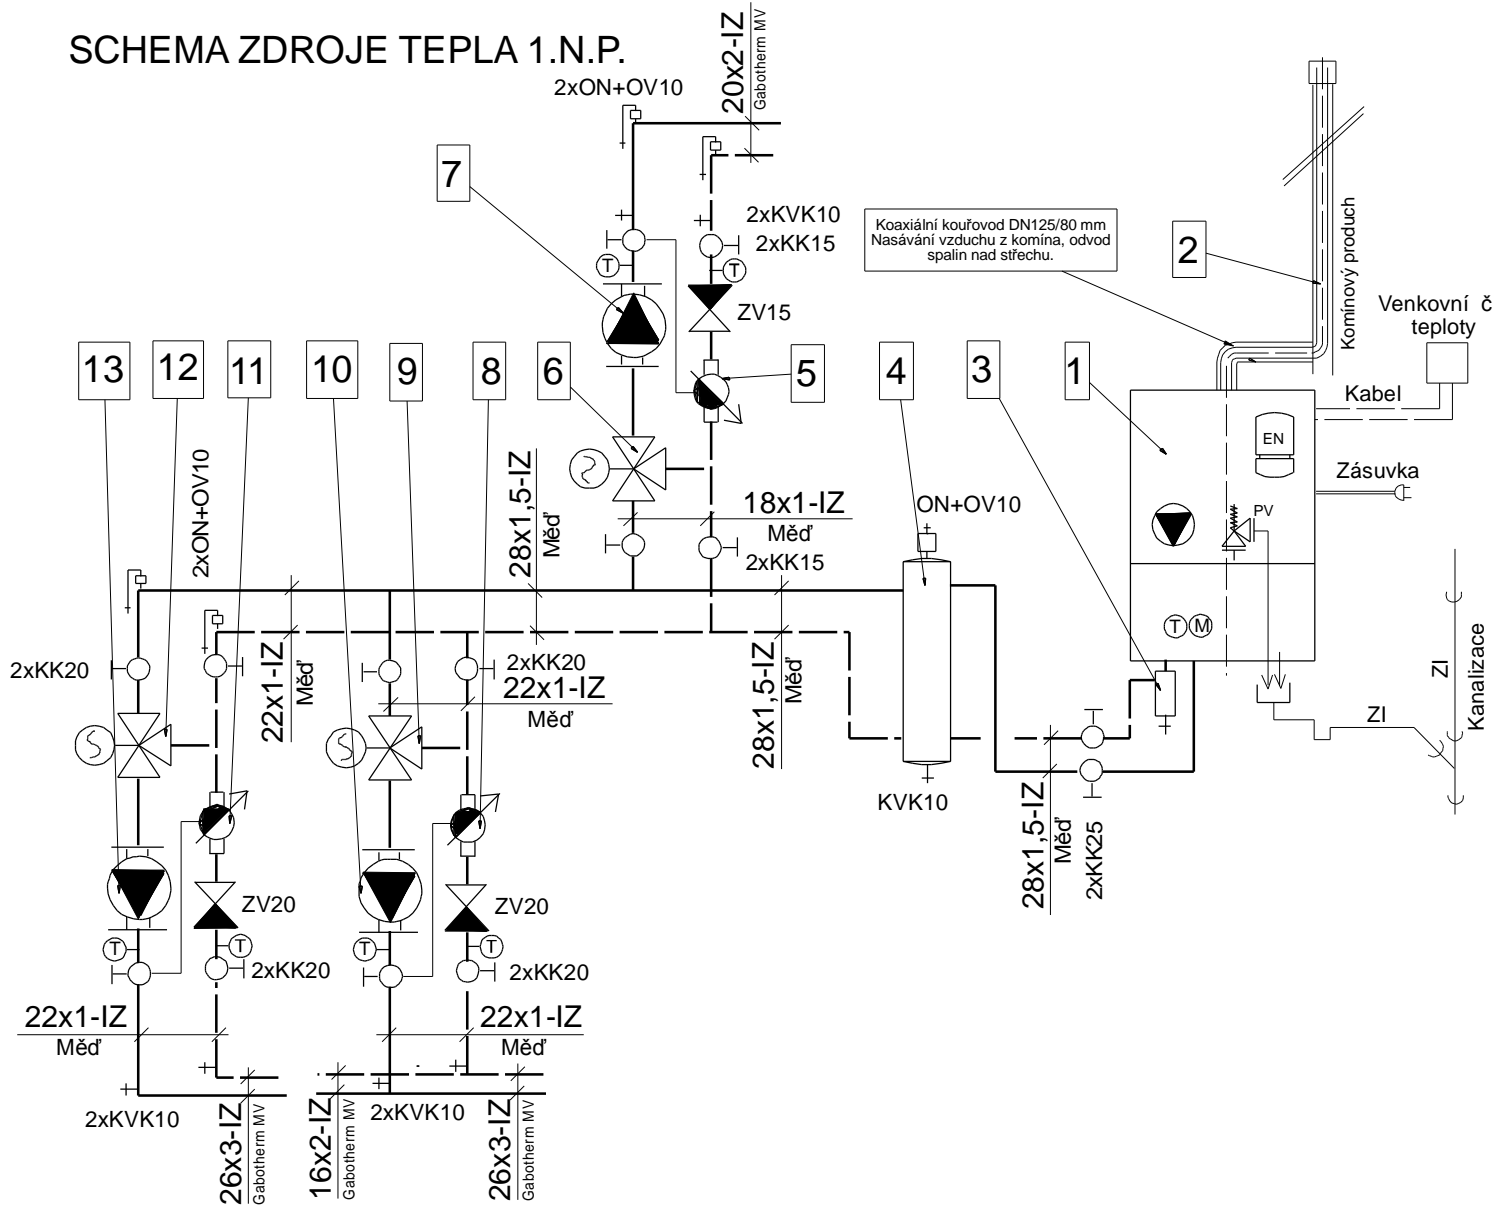 SCHEMA ZDROJE TEPLA 1.N.P.
2xON+OV10
20x2-IZ
Gabotherm MV
7
2xKVK10
2xKK15
T
T
ZV15
Koaxiální kouřovod DN125/80 mm
Nasávání vzduchu z komína, odvod
spalin nad střechu.
2
Komínový produch
Venkovní č
teploty
13
12
11
10
9
8
6
5
4
3
1
Kabel
EN
Zásuvka
PV
2xON+OV10
28x1,5-IZ
Měď
18x1-IZ
Měď
2xKK15
ON+OV10
T
M
2xKK20
22x1-IZ
Měď
2xKK20
22x1-IZ
Měď
28x1,5-IZ
Měď
KVK10
28x1,5-IZ
Měď
2xKK25
ZI
ZI
Kanalizace
ZV20
ZV20
T
T
T
T
2xKK20
2xKK20
22x1-IZ
Měď
22x1-IZ
Měď
2xKVK10
26x3-IZ
Gabotherm MV
16x2-IZ
Gabotherm MV
2xKVK10
26x3-IZ
Gabotherm MV